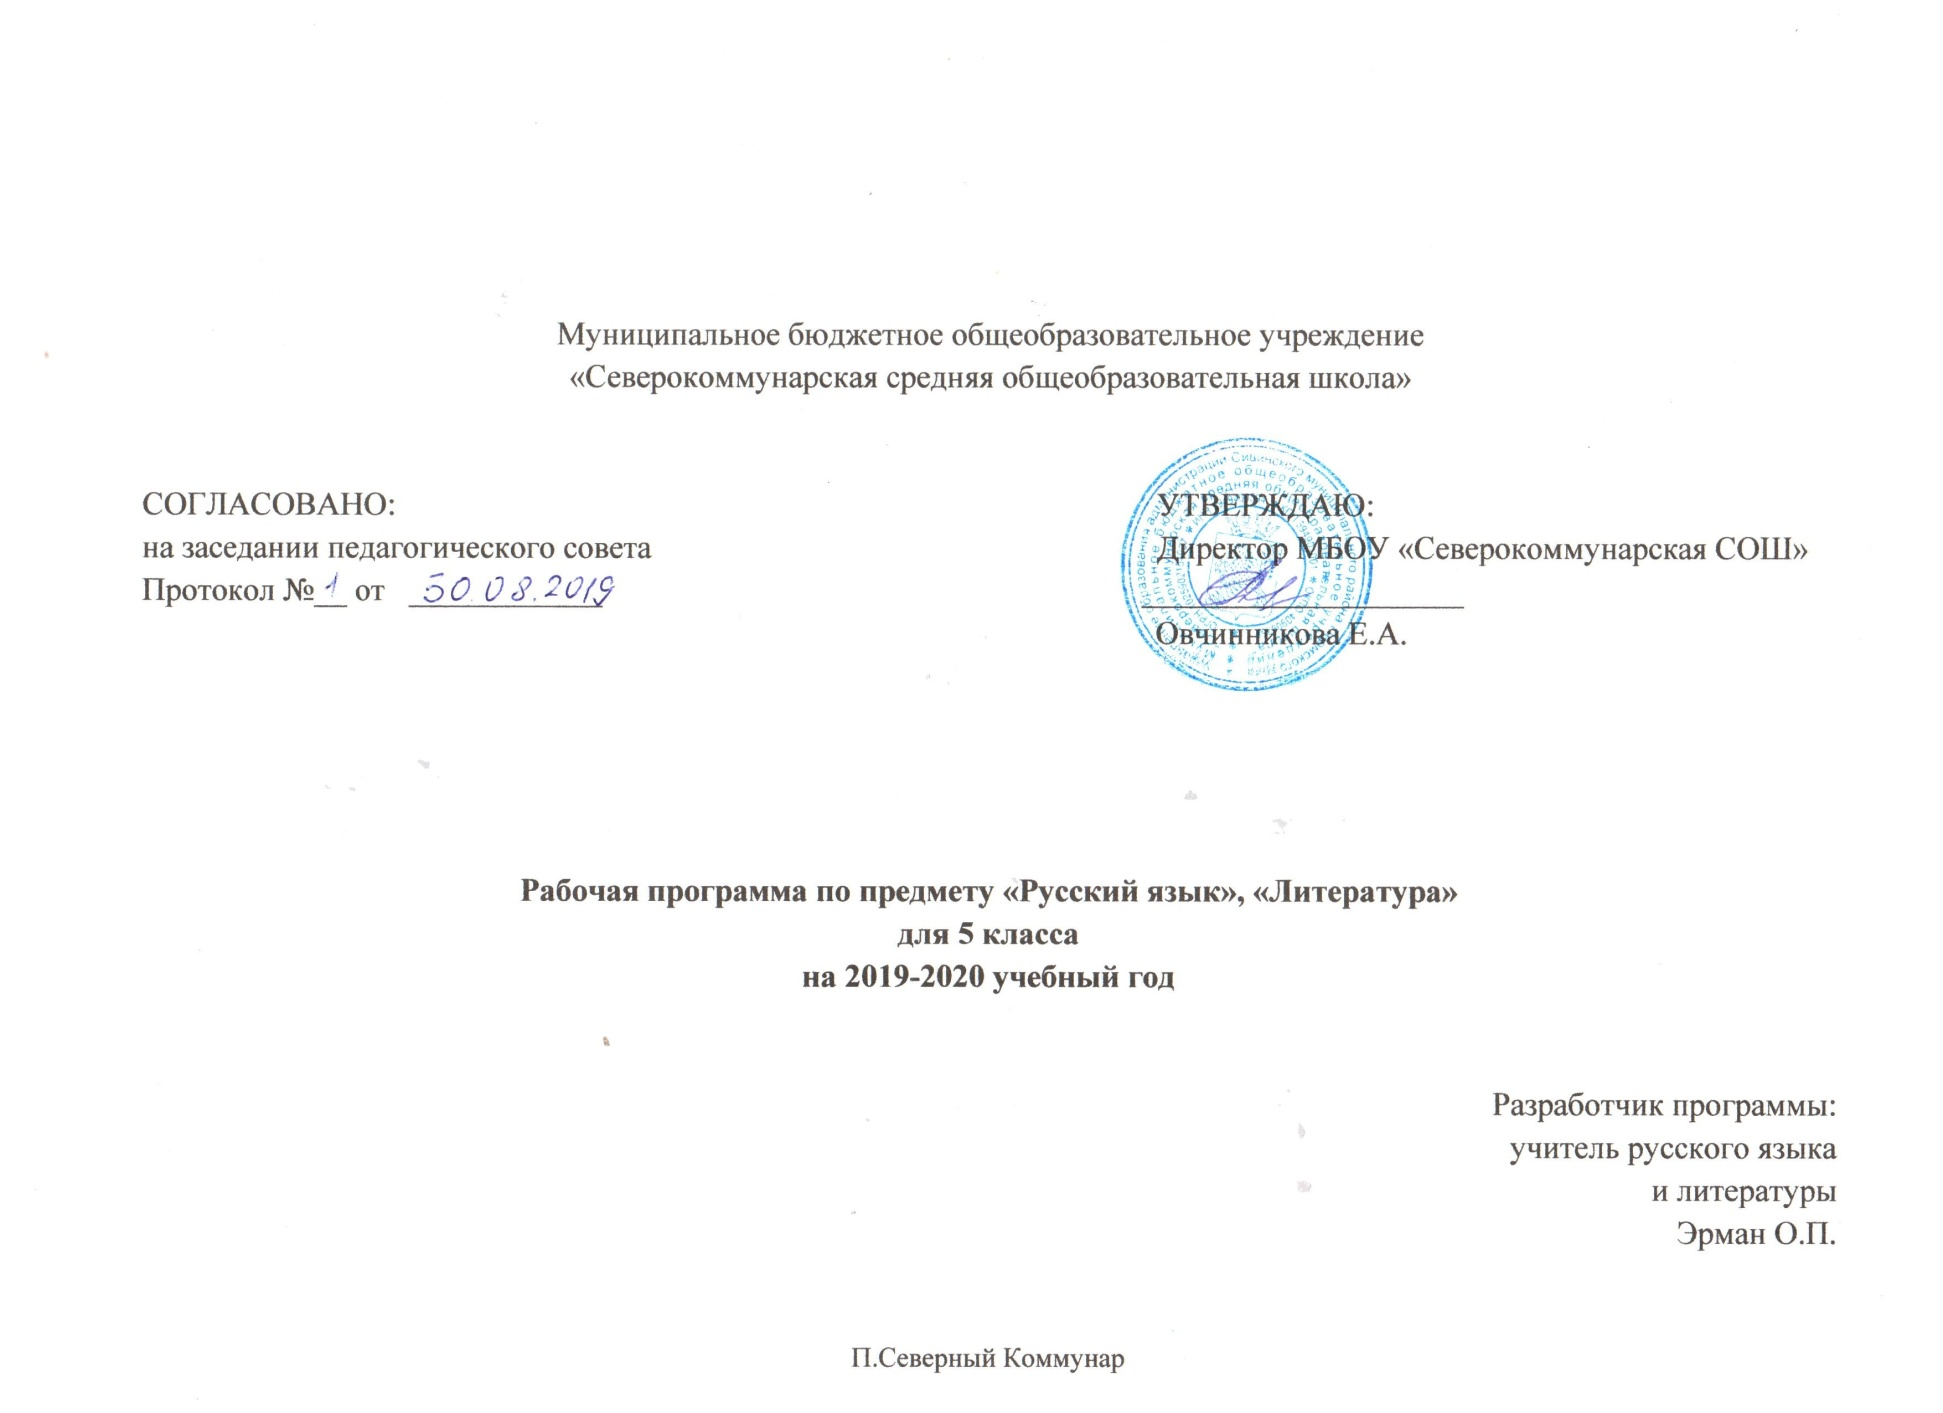 Муниципальное бюджетное общеобразовательное учреждение
«Северокоммунарская средняя общеобразовательная школа»
СОГЛАСОВАНО:
на заседании педагогического совета
Протокол № 1 от 30.08.2019
УТВЕРЖДАЮ:
Директор МБОУ «Северокоммунарская СОШ»
Овчинникова Е.А.
Рабочая программа по предмету «Русский язык», «Литература»
для 5 класса
на 2019-2020 учебный год
Разработчик программы:
учитель русского языка
и литературы
Эрман О.П.
П.Северный Коммунар